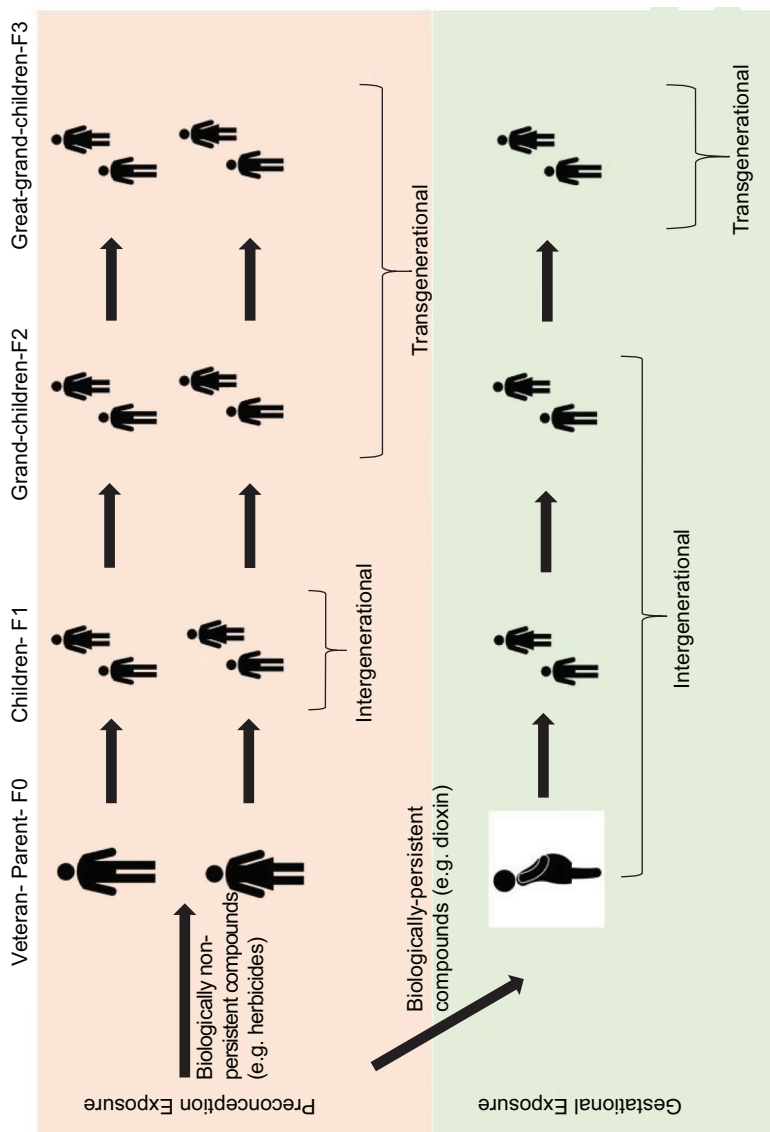 Veteran- Parent- F0
Children- F1
Grand-children-F2
Great-grand-children-F3
Preconception Exposure
Biologically non-
persistent compounds
(e.g. herbicides)
Intergenerational
Transgenerational
Gestational Exposure
Biologically-persistent
compounds (e.g. dioxin)
Intergenerational
Transgenerational